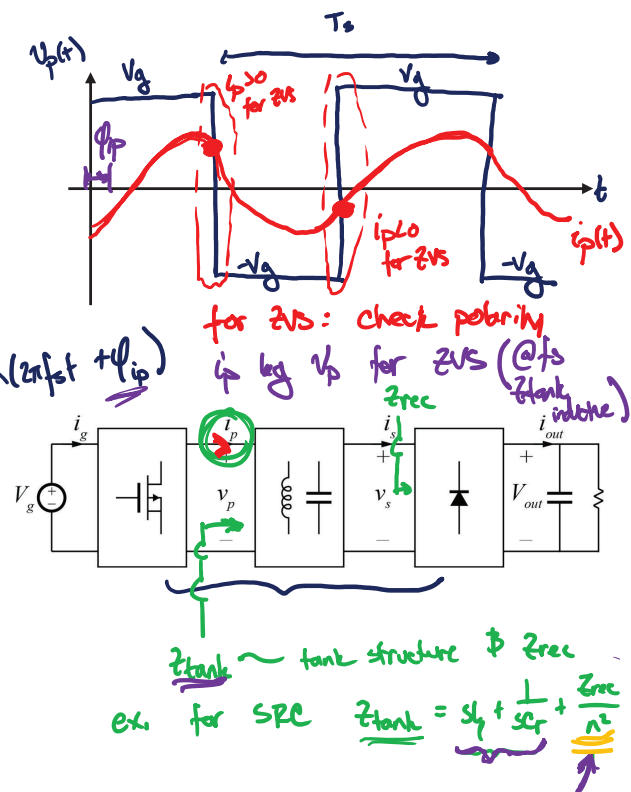 Ts
vp(t)
Vg
ip>0
for ZVS
Vg
φip
t
ip<0
for ZVS
ip(t)
-Vg
-Vg
for ZVS: check polarity
(2πfst + φip)
ip lag Vp for ZVS (@fs
Ztank
inductive)
Zrec
ig
ip
is
iout
Vg
+
vp
−
+
vs
−
+
Vout
−
Ztank ~ tank structure & Zrec
ex. for SRC Ztank = sLr + 1/sCr + Zrec/n²